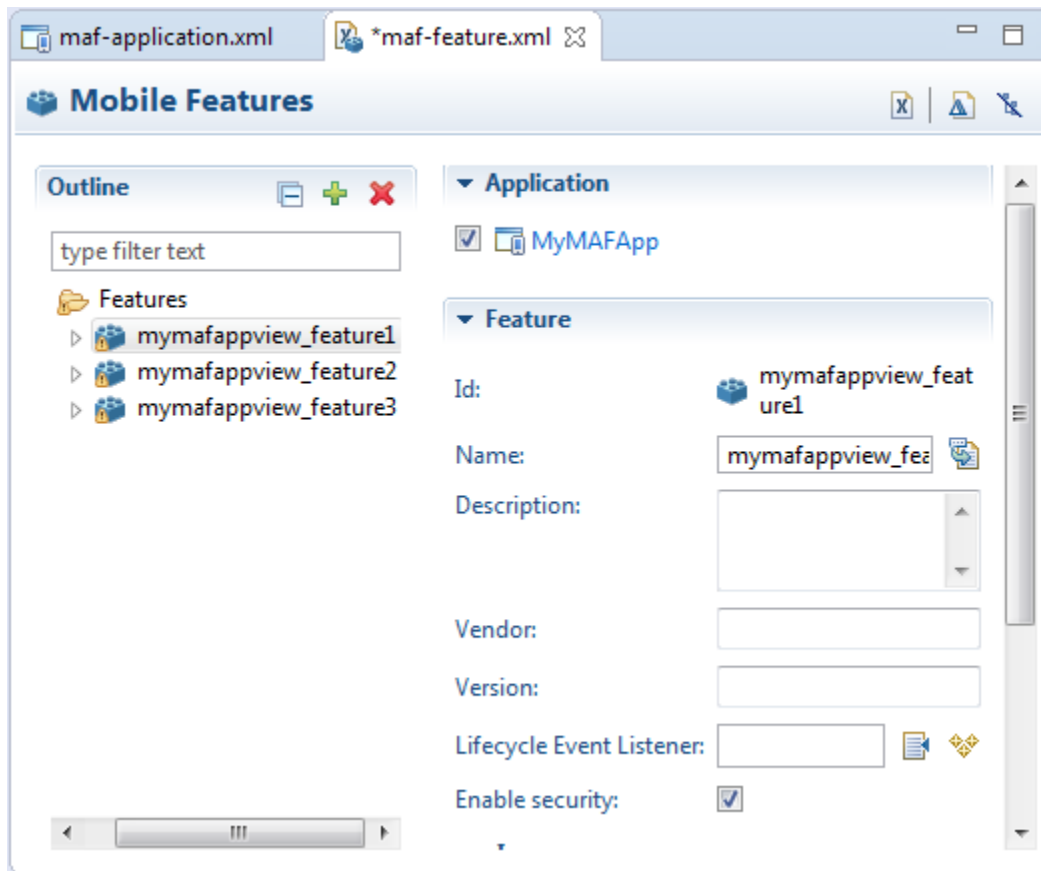 maf-application.xml
*maf-feature.xml
Mobile Features
Outline
type filter text
Features
mymafappview_feature1
mymafappview_feature2
mymafappview_feature3
Application
MyMAFApp
Feature
Id:
mymafappview_feat
ure1
Name:
mymafappview_fea
Description:
Vendor:
Version:
Lifecycle Event Listener:
Enable security: